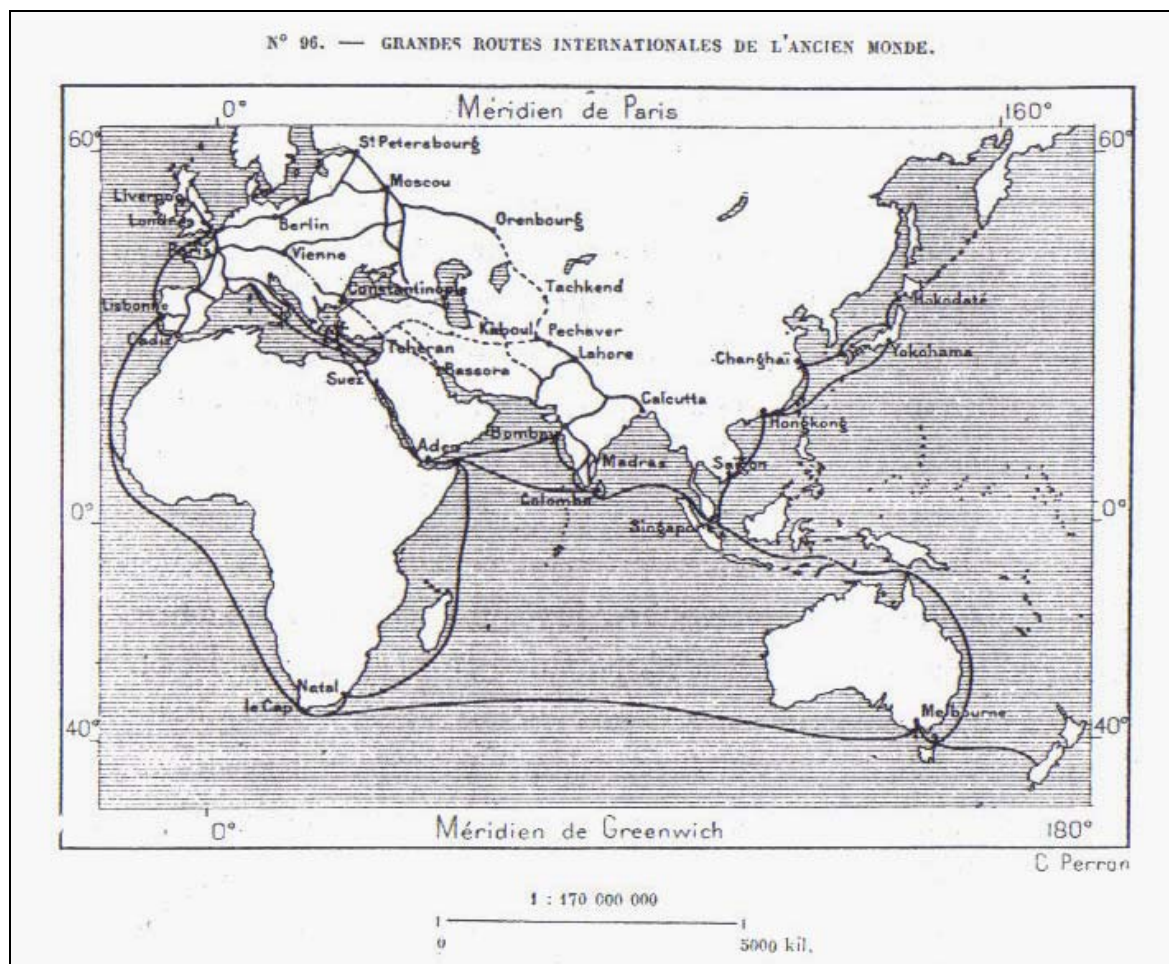 N° 96. — GRANDES ROUTES INTERNATIONALES DE L'ANCIEN MONDE.
0° Méridien de Paris 160°
60° 60°
St Petersbourg
Moscou
Liverpool
Londres
Berlin
Orenbourg
Paris
Vienne
Constantinople
Tachkend
Hokodaté
Lisbonne
Cadiz
Kaboul
Pechaver
Teheran
Lahore
Changhaï
Yokohama
Suez
Bassora
Calcutta
Hongkong
Bombay
Aden
Madras
Saïgon
Colombo
0° 0°
Singapore
Natal
le Cap
Melbourne
40° 40°
0° Méridien de Greenwich 180°
C Perron
1 : 170 000 000
0 5000 kil.